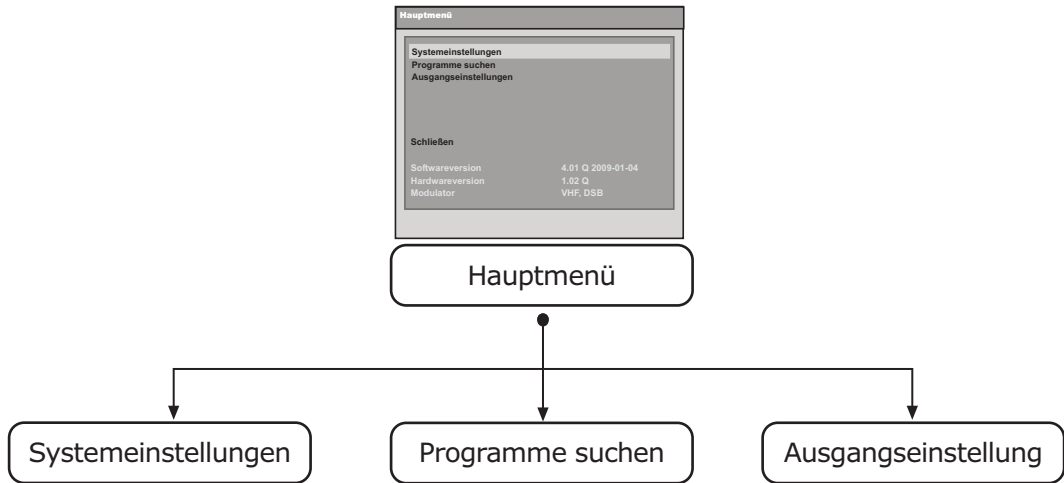 Hauptmenü
Systemeinstellungen
Programme suchen
Ausgangseinstellungen
Schließen
Softwareversion 4.01 Q 2009-01-04
Hardwareversion 1.02 Q
Modulator VHF, DSB
Hauptmenü
Systemeinstellungen Programme suchen Ausgangseinstellung